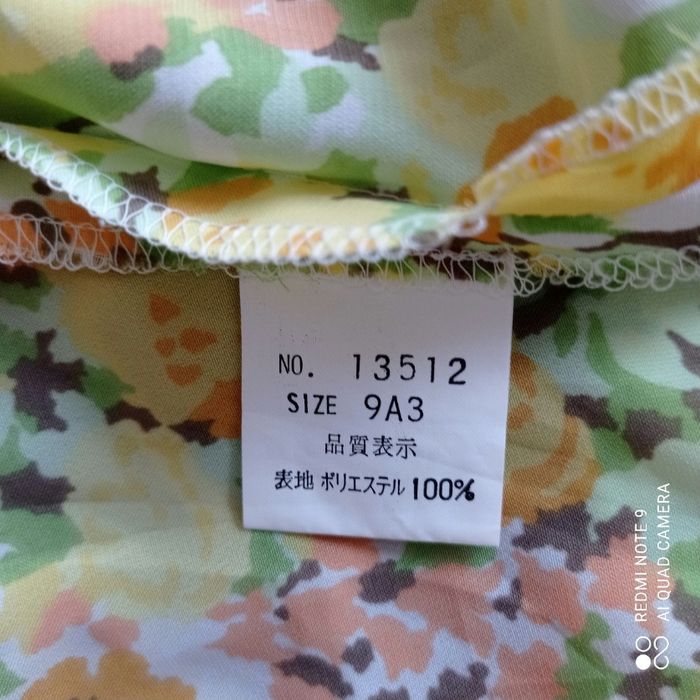 NO. 13512
SIZE 9A3
品質表示
表地 ポリエステル 100%
REDMI NOTE 9
AI QUAD CAMERA